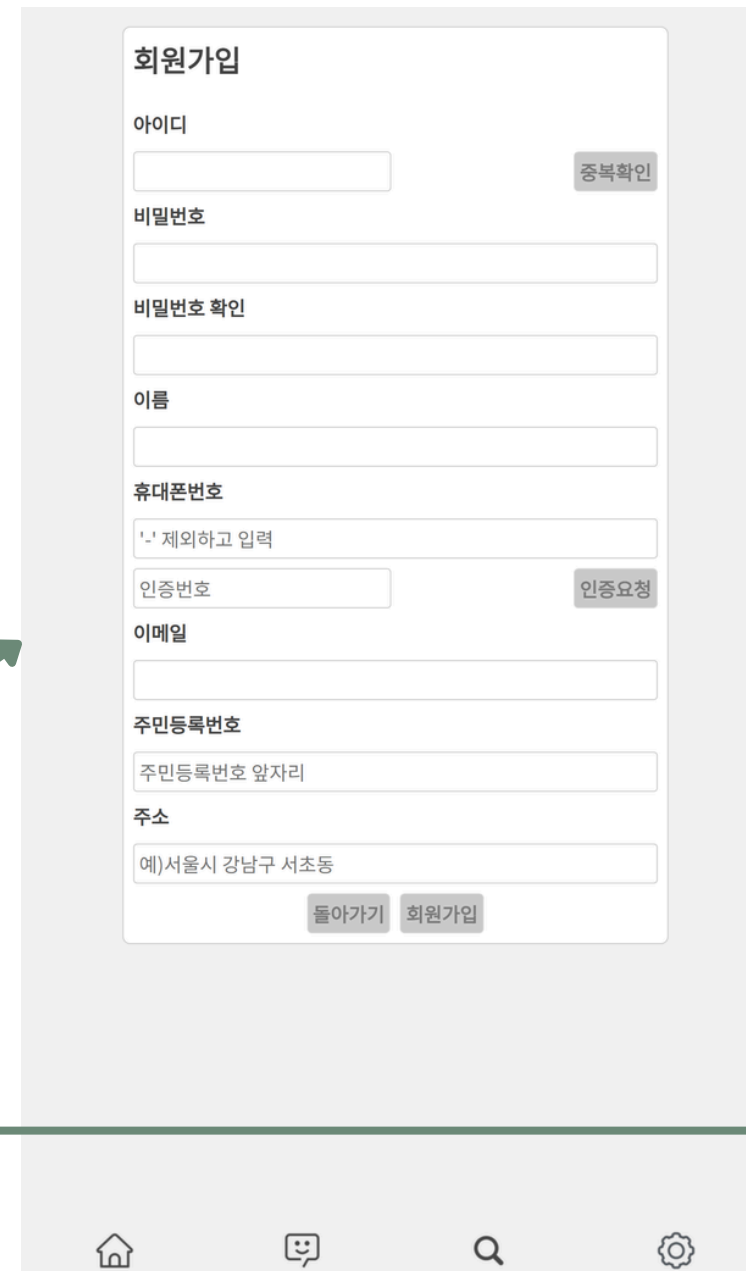 회원가입
아이디
중복확인
비밀번호
비밀번호 확인
이름
휴대폰번호
'-' 제외하고 입력
인증번호 인증요청
이메일
주민등록번호
주민등록번호 앞자리
주소
예)서울시 강남구 서초동
돌아가기 회원가입